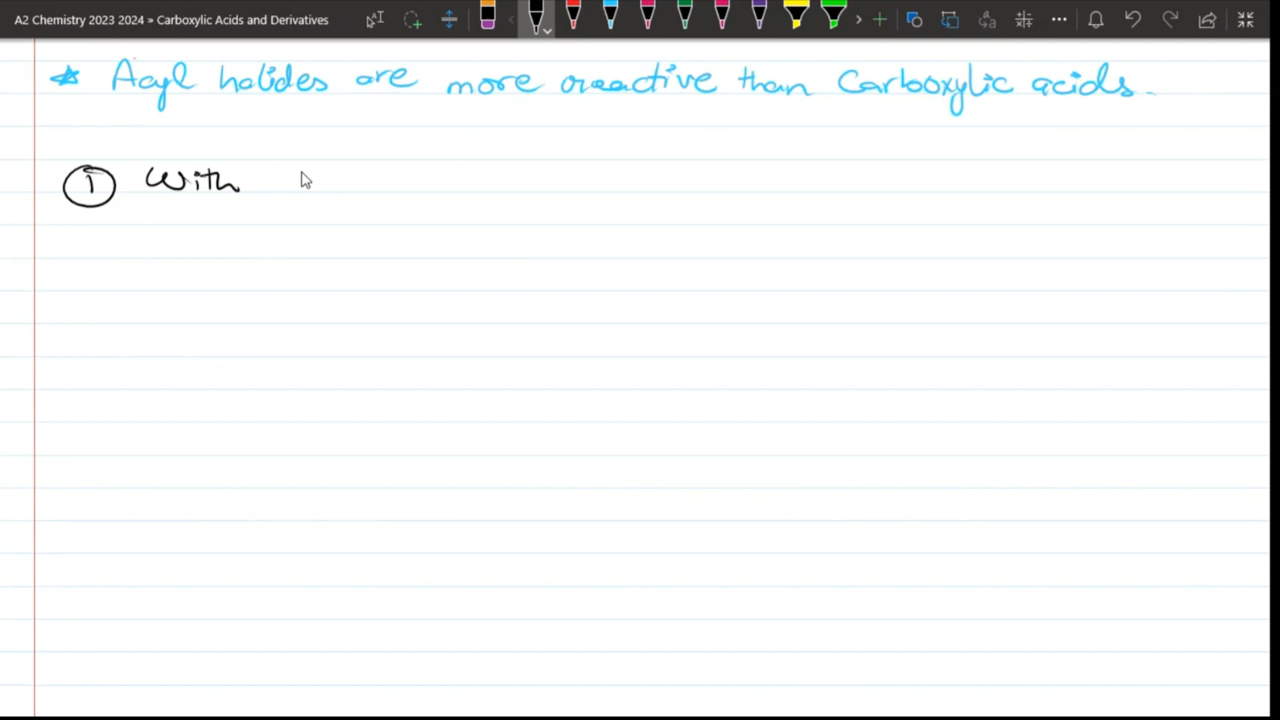 A2 Chemistry 2023 2024 » Carboxylic Acids and Derivatives
* Acyl halides are more reactive than Carboxylic acids.
① With